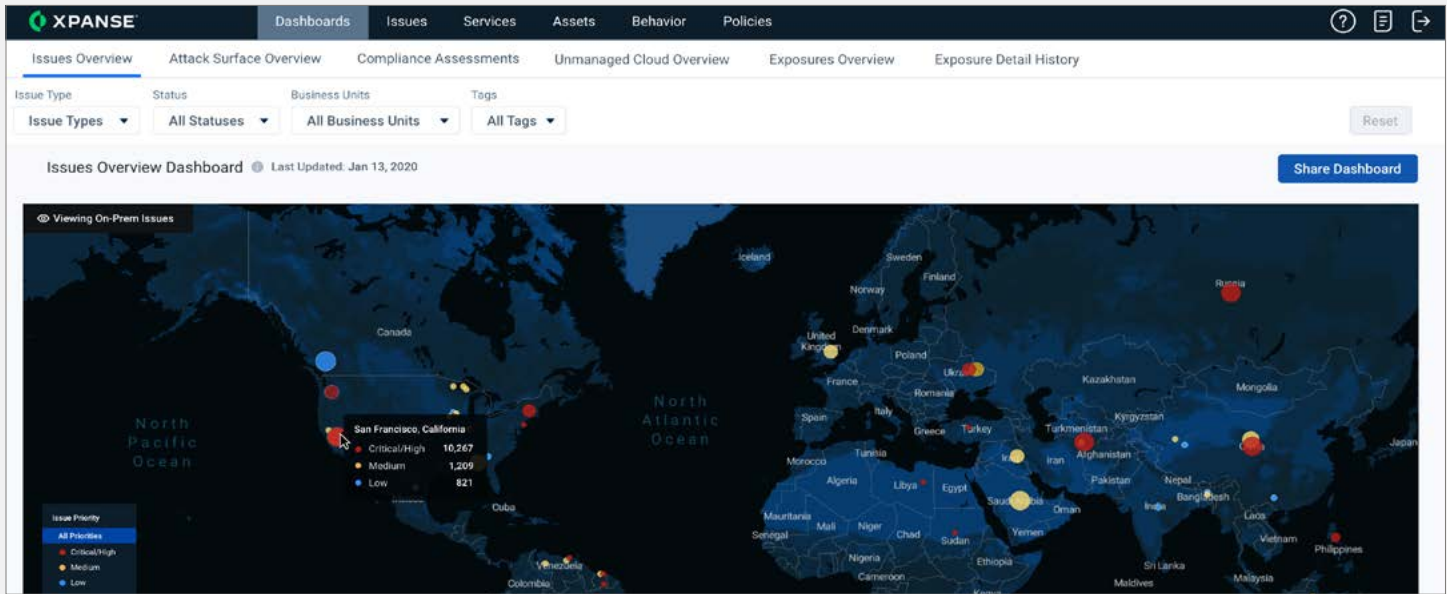 XPANSE Dashboards Issues Services Assets Behavior Policies
Issues Overview Attack Surface Overview Compliance Assessments Unmanaged Cloud Overview Exposures Overview Exposure Detail History
Issue Type Status Business Units Tags
Issue Types All Statuses All Business Units All Tags Reset
Issues Overview Dashboard Last Updated: Jan 13, 2020 Share Dashboard
Viewing On-Prem Issues
Iceland
Sweden
Finland
Russia
Norway
Canada
United Kingdom
Denmark
Poland
France
Romania
Kazakhstan
Mongolia
North Pacific Ocean
North Atlantic Ocean
Spain
Italy
Greece
Turkey
Turkmenistan
Kyrgyzstan
Japan
San Francisco, California
Critical/High 10,267
Medium 1,209
Low 821
Morocco
Tunisia
Iran
Afghanistan
Algeria
Libya
Egypt
Pakistan
Nepal
Bangladesh
Cuba
Oman
India
Laos
Mauritania
Mali
Niger
Chad
Sudan
Yemen
Senegal
Vietnam
Philippines
Issue Priority
All Priorities
Critical/High
Medium
Low
Venezuela
Colombia
Nigeria
Cameroon
Ethiopia
Sri Lanka
Maldives
Malaysia